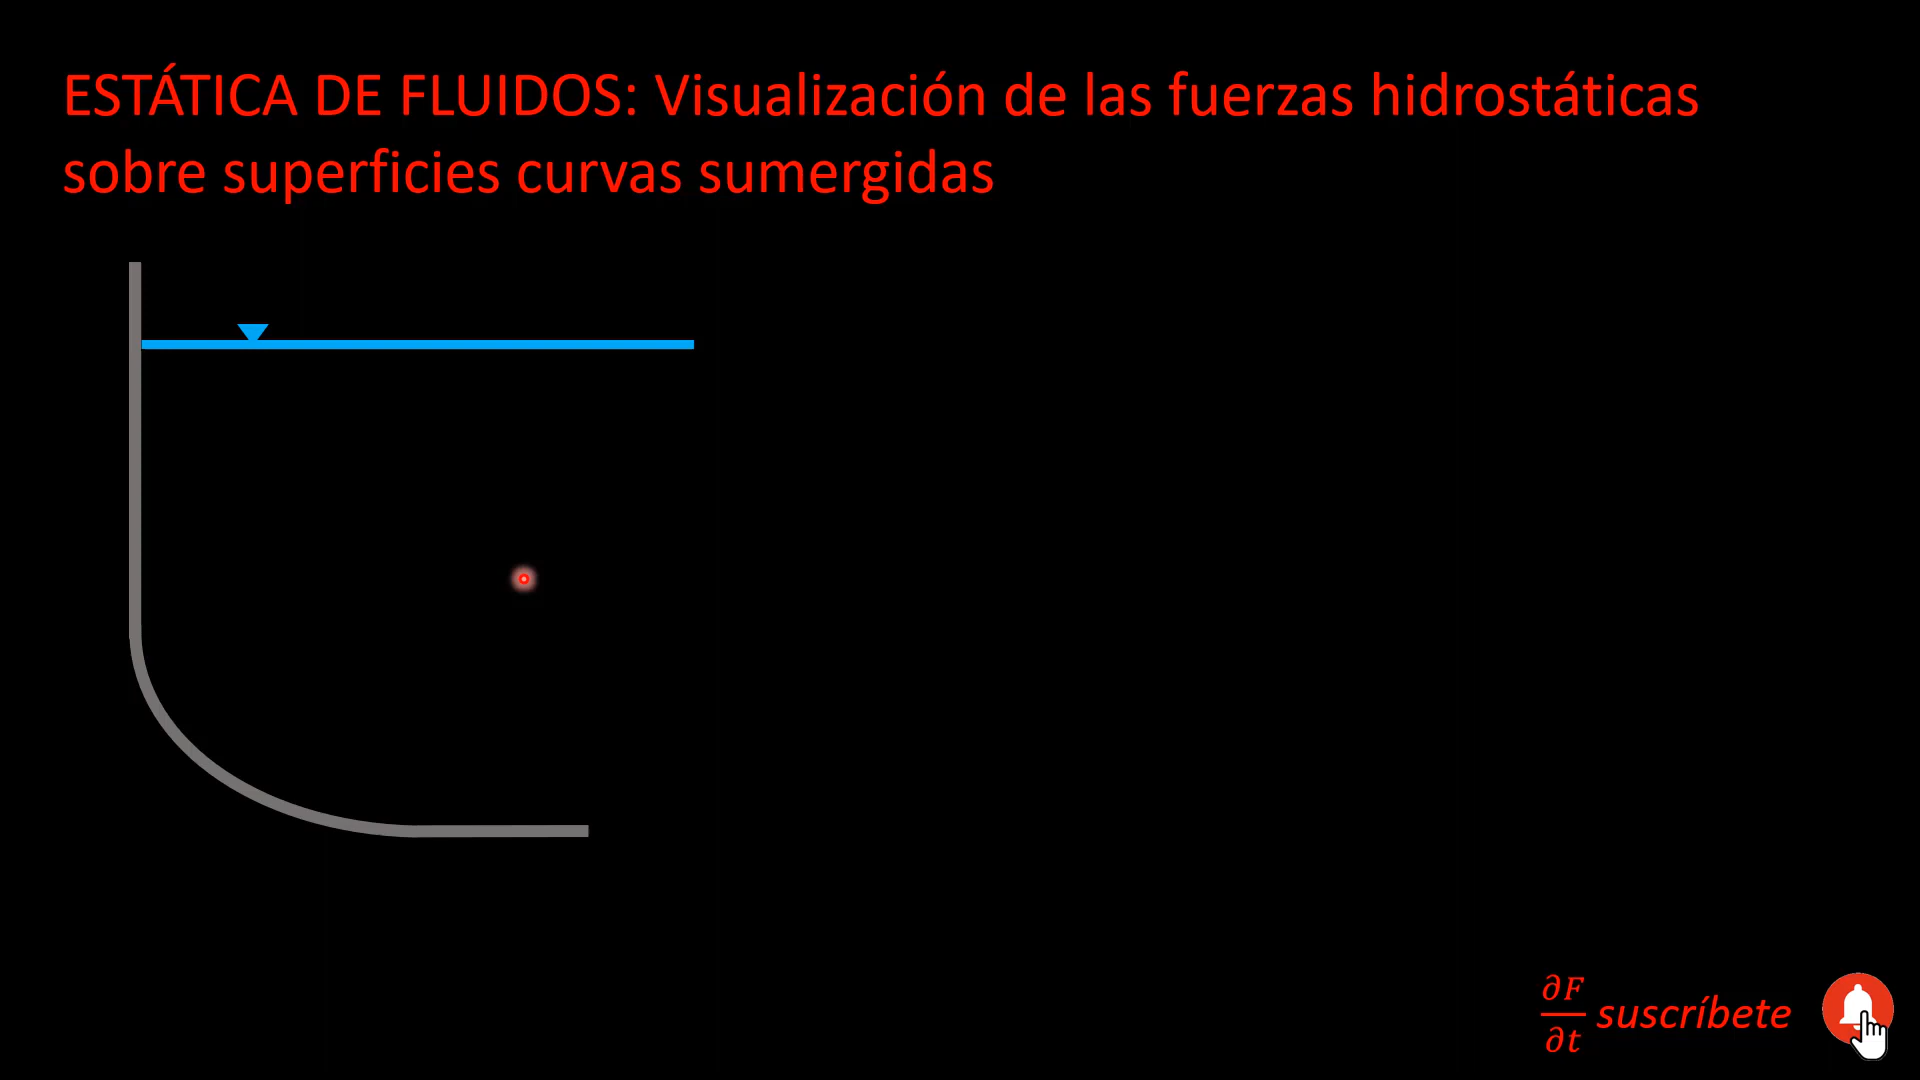 ESTÁTICA DE FLUIDOS: Visualización de las fuerzas hidrostáticas
sobre superficies curvas sumergidas
∂F
∂t
suscríbete